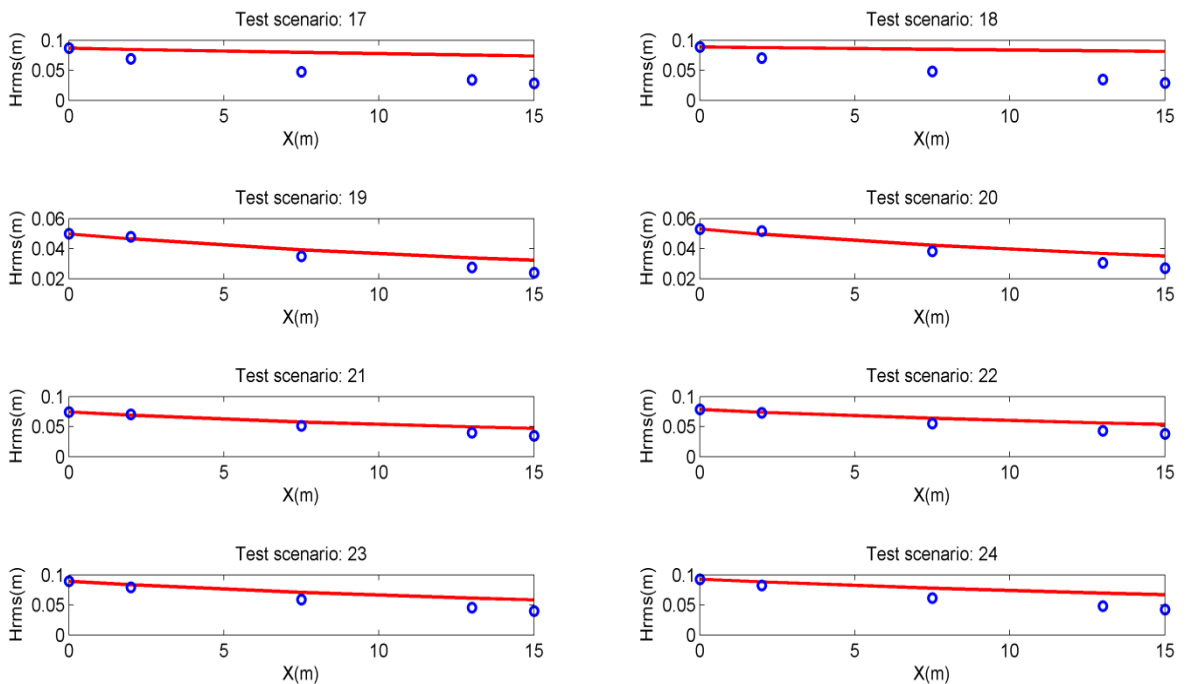 Test scenario: 17
Hrms(m)
0.1
0.05
0
0 5 10 15
X(m)
Test scenario: 18
Hrms(m)
0.1
0.05
0
0 5 10 15
X(m)
Test scenario: 19
Hrms(m)
0.06
0.04
0.02
0 5 10 15
X(m)
Test scenario: 20
Hrms(m)
0.06
0.04
0.02
0 5 10 15
X(m)
Test scenario: 21
Hrms(m)
0.1
0.05
0
0 5 10 15
X(m)
Test scenario: 22
Hrms(m)
0.1
0.05
0
0 5 10 15
X(m)
Test scenario: 23
Hrms(m)
0.1
0.05
0
0 5 10 15
X(m)
Test scenario: 24
Hrms(m)
0.1
0.05
0
0 5 10 15
X(m)